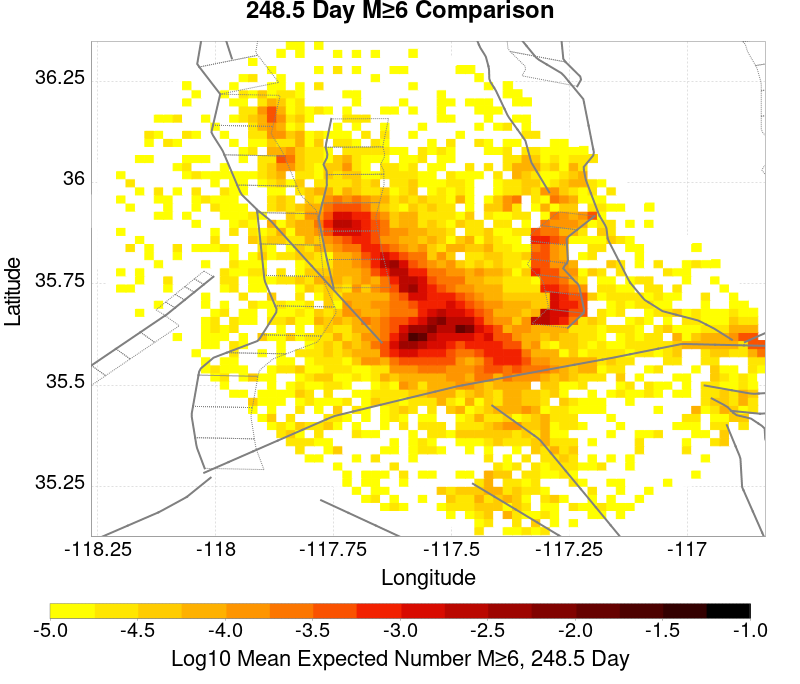 248.5 Day M≥6 Comparison
36.25
36
35.75
35.5
35.25
Latitude
-118.25 -118 -117.75 -117.5 -117.25 -117
Longitude
-5.0 -4.5 -4.0 -3.5 -3.0 -2.5 -2.0 -1.5 -1.0
Log10 Mean Expected Number M≥6, 248.5 Day